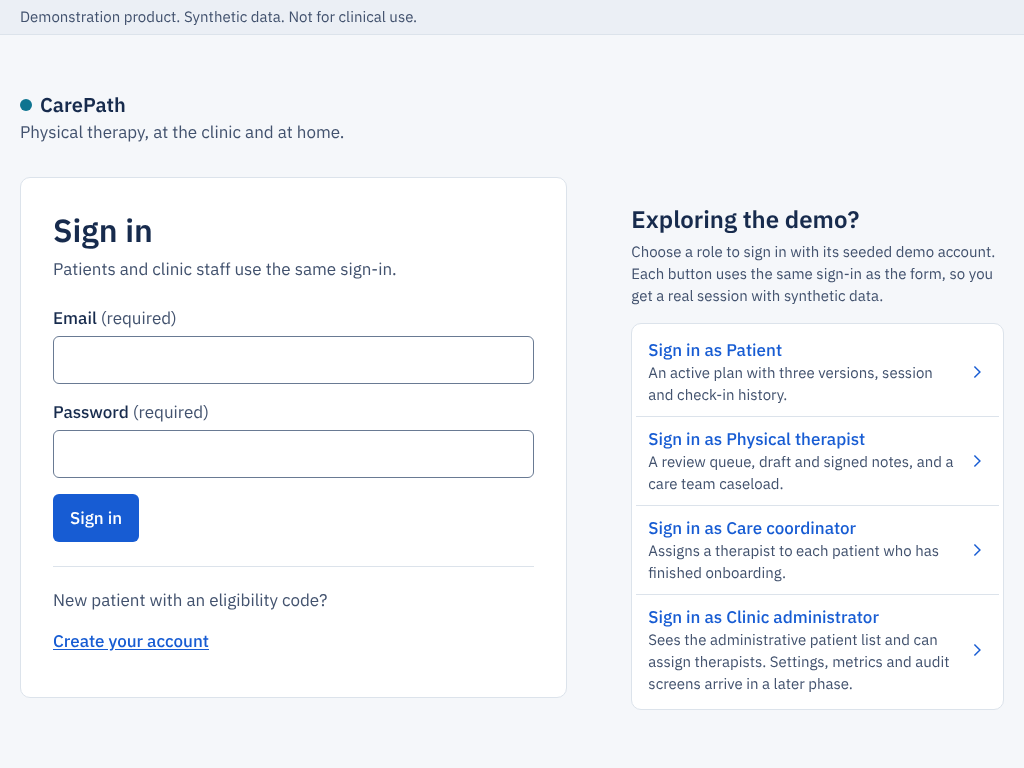 Demonstration product. Synthetic data. Not for clinical use.
CarePath
Physical therapy, at the clinic and at home.
Sign in
Patients and clinic staff use the same sign-in.
Email (required)
Password (required)
Sign in
New patient with an eligibility code?
Create your account
Exploring the demo?
Choose a role to sign in with its seeded demo account.
Each button uses the same sign-in as the form, so you
get a real session with synthetic data.
Sign in as Patient
An active plan with three versions, session
and check-in history.
Sign in as Physical therapist
A review queue, draft and signed notes, and a
care team caseload.
Sign in as Care coordinator
Assigns a therapist to each patient who has
finished onboarding.
Sign in as Clinic administrator
Sees the administrative patient list and can
assign therapists. Settings, metrics and audit
screens arrive in a later phase.